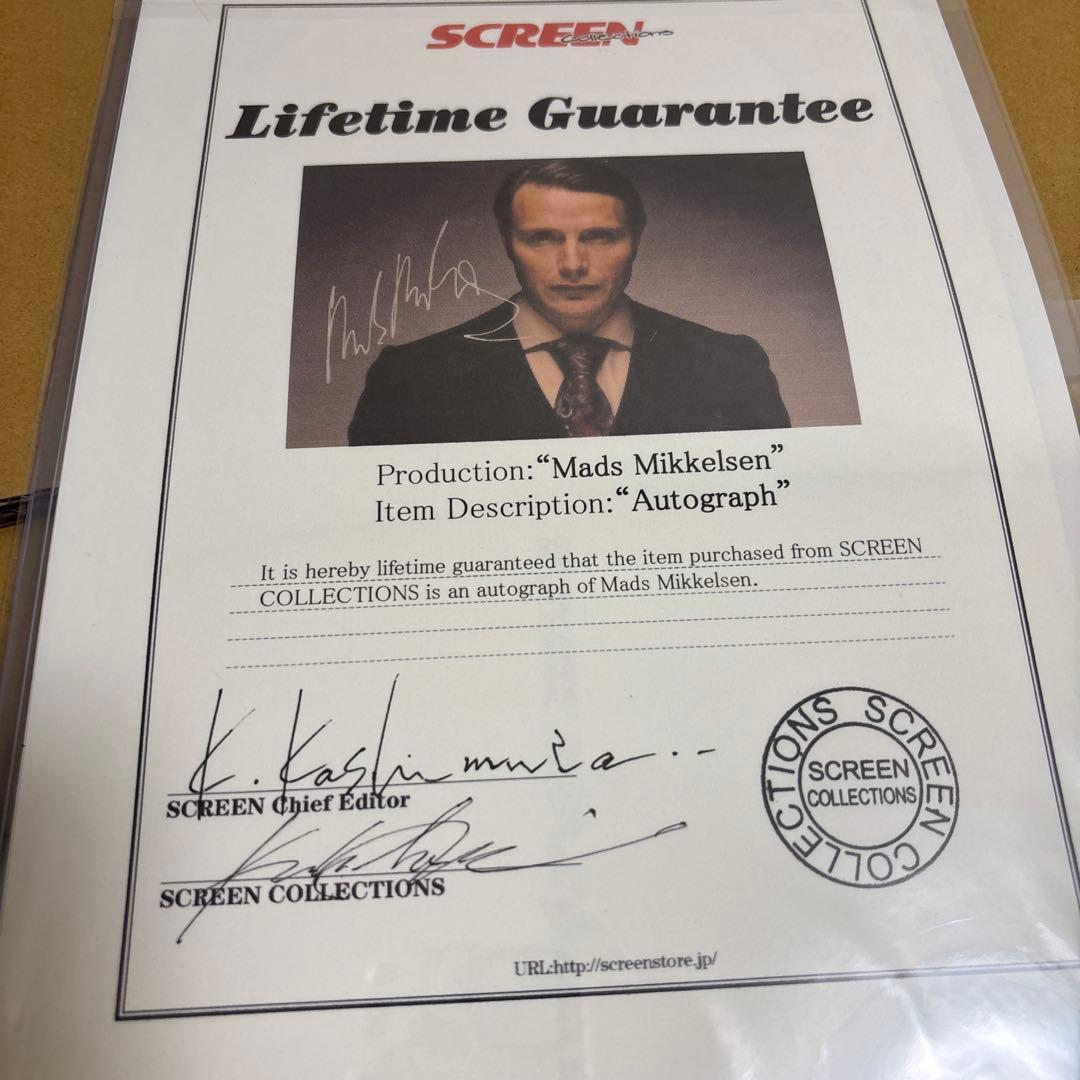 SCREEN
Collections
Lifetime Guarantee
Production:“Mads Mikkelsen”
Item Description:“Autograph”
It is hereby lifetime guaranteed that the item purchased from SCREEN
COLLECTIONS is an autograph of Mads Mikkelsen.
K. Kashimura
SCREEN Chief Editor
SCREEN COLLECTIONS
SCREEN COLLECTIONS
SCREEN
COLLECTIONS
URL:http://screenstore.jp/